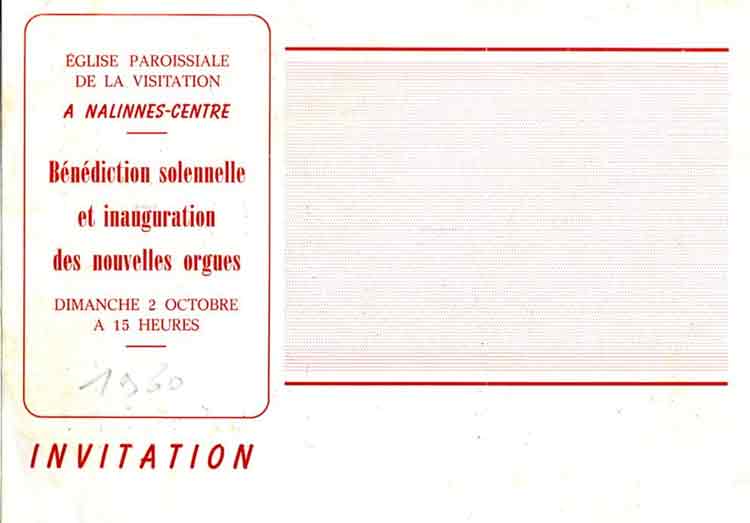 ÉGLISE PAROISSIALE
DE LA VISITATION
A NALINNES-CENTRE
Bénédiction solennelle
et inauguration
des nouvelles orgues
DIMANCHE 2 OCTOBRE
A 15 HEURES
1960
INVITATION